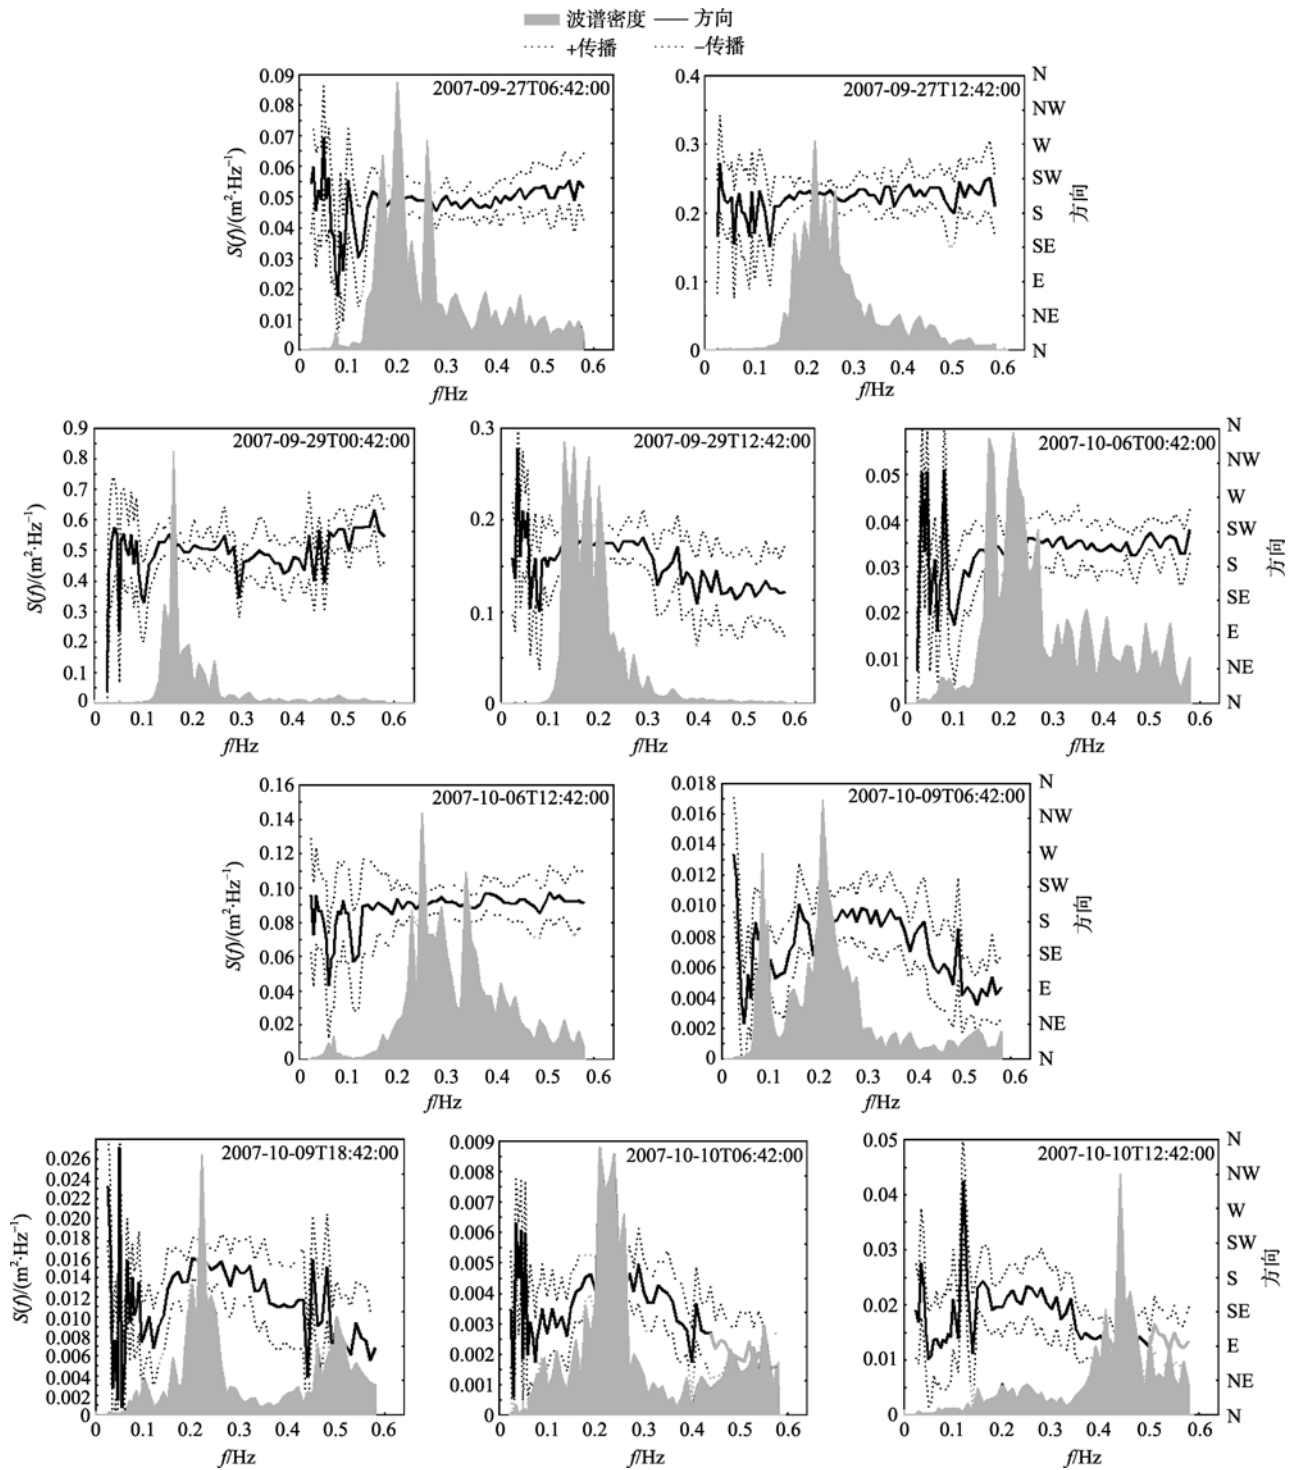 波谱密度 方向
+传播 −传播
2007-09-27T06:42:00
S(f)/(m²·Hz⁻¹)
0.09
0.08
0.07
0.06
0.05
0.04
0.03
0.02
0.01
0
0 0.1 0.2 0.3 0.4 0.5 0.6
f/Hz
2007-09-27T12:42:00
0.4
0.3
0.2
0.1
0
0 0.1 0.2 0.3 0.4 0.5 0.6
f/Hz
N
NW
W
SW
S
SE
E
NE
N
方向
2007-09-29T00:42:00
S(f)/(m²·Hz⁻¹)
0.9
0.8
0.7
0.6
0.5
0.4
0.3
0.2
0.1
0
0 0.1 0.2 0.3 0.4 0.5 0.6
f/Hz
2007-09-29T12:42:00
0.3
0.2
0.1
0
0 0.1 0.2 0.3 0.4 0.5 0.6
f/Hz
2007-10-06T00:42:00
0.05
0.04
0.03
0.02
0.01
0
0 0.1 0.2 0.3 0.4 0.5 0.6
f/Hz
N
NW
W
SW
S
SE
E
NE
N
方向
2007-10-06T12:42:00
S(f)/(m²·Hz⁻¹)
0.16
0.14
0.12
0.10
0.08
0.06
0.04
0.02
0
0 0.1 0.2 0.3 0.4 0.5 0.6
f/Hz
2007-10-09T06:42:00
0.018
0.016
0.014
0.012
0.010
0.008
0.006
0.004
0.002
0
0 0.1 0.2 0.3 0.4 0.5 0.6
f/Hz
N
NW
W
SW
S
SE
E
NE
N
方向
2007-10-09T18:42:00
S(f)/(m²·Hz⁻¹)
0.026
0.024
0.022
0.020
0.018
0.016
0.014
0.012
0.010
0.008
0.006
0.004
0.002
0
0 0.1 0.2 0.3 0.4 0.5 0.6
f/Hz
2007-10-10T06:42:00
0.009
0.008
0.007
0.006
0.005
0.004
0.003
0.002
0.001
0
0 0.1 0.2 0.3 0.4 0.5 0.6
f/Hz
2007-10-10T12:42:00
0.05
0.04
0.03
0.02
0.01
0
0 0.1 0.2 0.3 0.4 0.5 0.6
f/Hz
N
NW
W
SW
S
SE
E
NE
N
方向